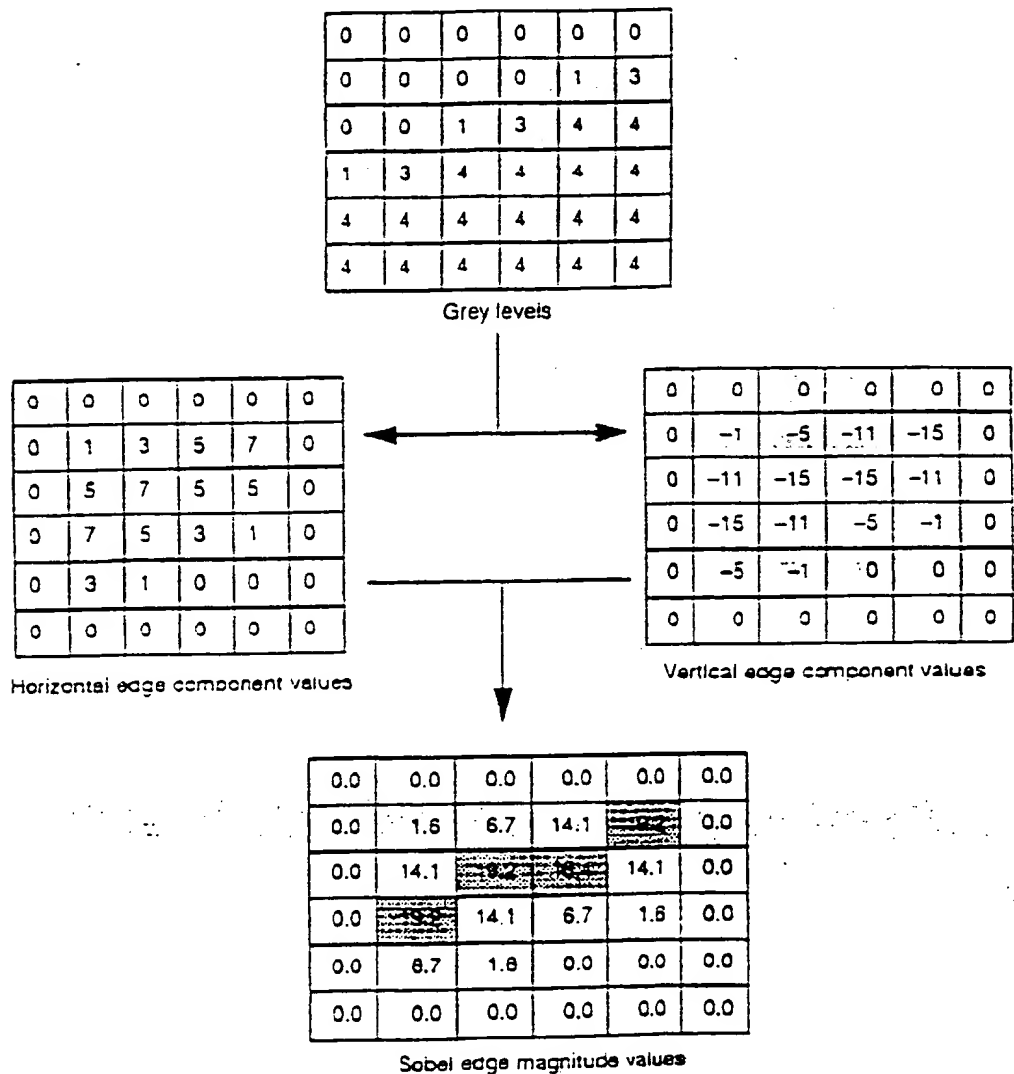 0 0 0 0 0 0
0 0 0 0 1 3
0 0 1 3 4 4
1 3 4 4 4 4
4 4 4 4 4 4
4 4 4 4 4 4
Grey levels
0 0 0 0 0 0
0 1 3 5 7 0
0 5 7 5 5 0
0 7 5 3 1 0
0 3 1 0 0 0
0 0 0 0 0 0
Horizontal edge component values
0 0 0 0 0 0
0 -1 -5 -11 -15 0
0 -11 -15 -15 -11 0
0 -15 -11 -5 -1 0
0 -5 -1 0 0 0
0 0 0 0 0 0
Vertical edge component values
0.0 0.0 0.0 0.0 0.0 0.0
0.0 1.6 6.7 14.1 0.0
0.0 14.1 14.1 0.0
0.0 14.1 6.7 1.6 0.0
0.0 6.7 1.6 0.0 0.0 0.0
0.0 0.0 0.0 0.0 0.0 0.0
Sobel edge magnitude values